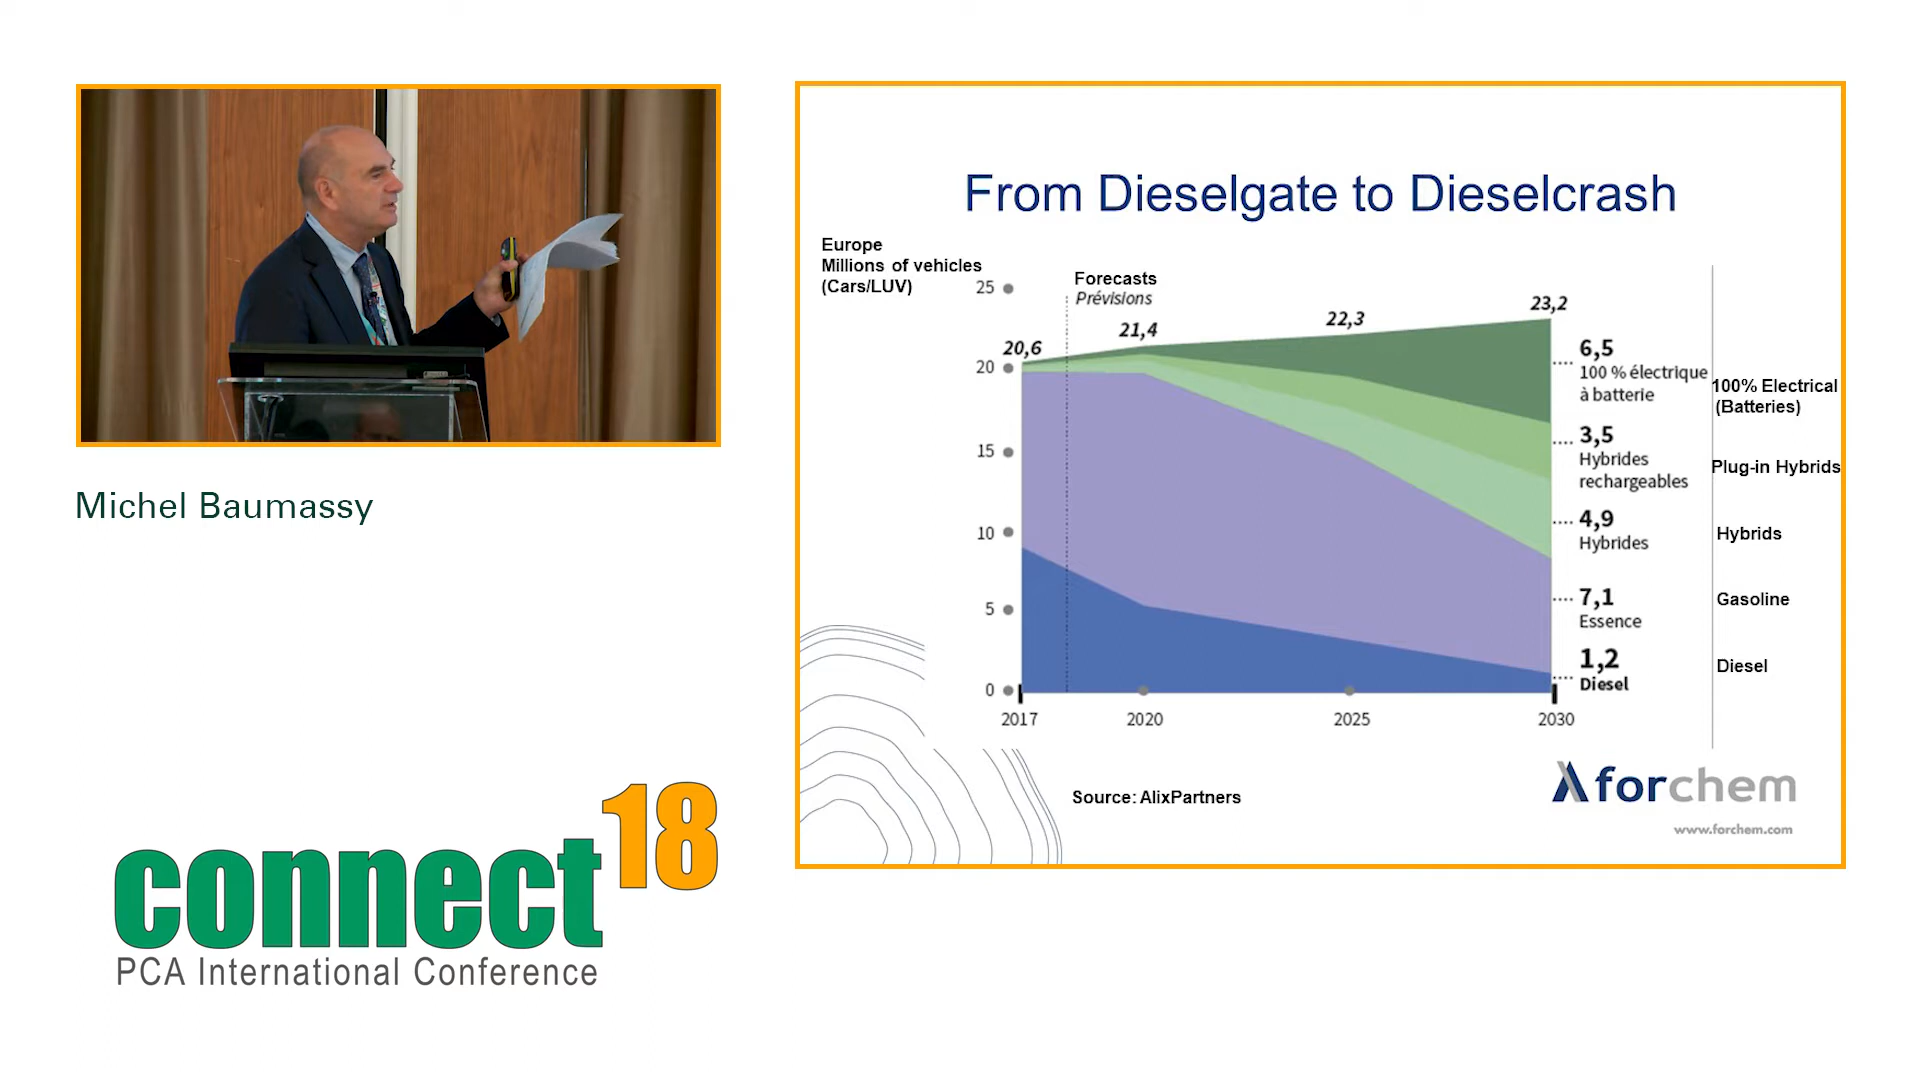 From Dieselgate to Dieselcrash
Europe
Millions of vehicles
(Cars/LUV)
Forecasts
Prévisions
25
20
15
10
5
0
20,6
21,4
22,3
23,2
2017
2020
2025
2030
6,5
100 % électrique
à batterie
3,5
Hybrides
rechargeables
4,9
Hybrides
7,1
Essence
1,2
Diesel
100% Electrical
(Batteries)
Plug-in Hybrids
Hybrids
Gasoline
Diesel
Source: AlixPartners
forchem
www.forchem.com
Michel Baumassy
connect18
PCA International Conference